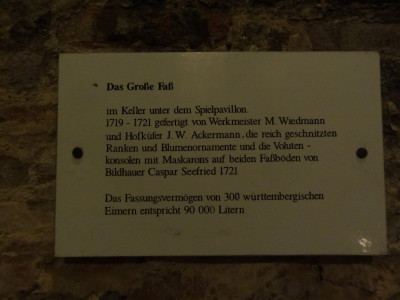 Das Große Faß
im Keller unter dem Spielpavillon.
1719 - 1721 gefertigt von Werkmeister M. Wiedmann
und Hofküfer J. W. Ackermann, die reich geschnitzten
Ranken und Blumenornamente und die Voluten -
konsolen mit Maskarons auf beiden Faßböden von
Bildhauer Caspar Seefried 1721
Das Fassungsvermögen von 300 württembergischen
Eimern entspricht 90 000 Litern